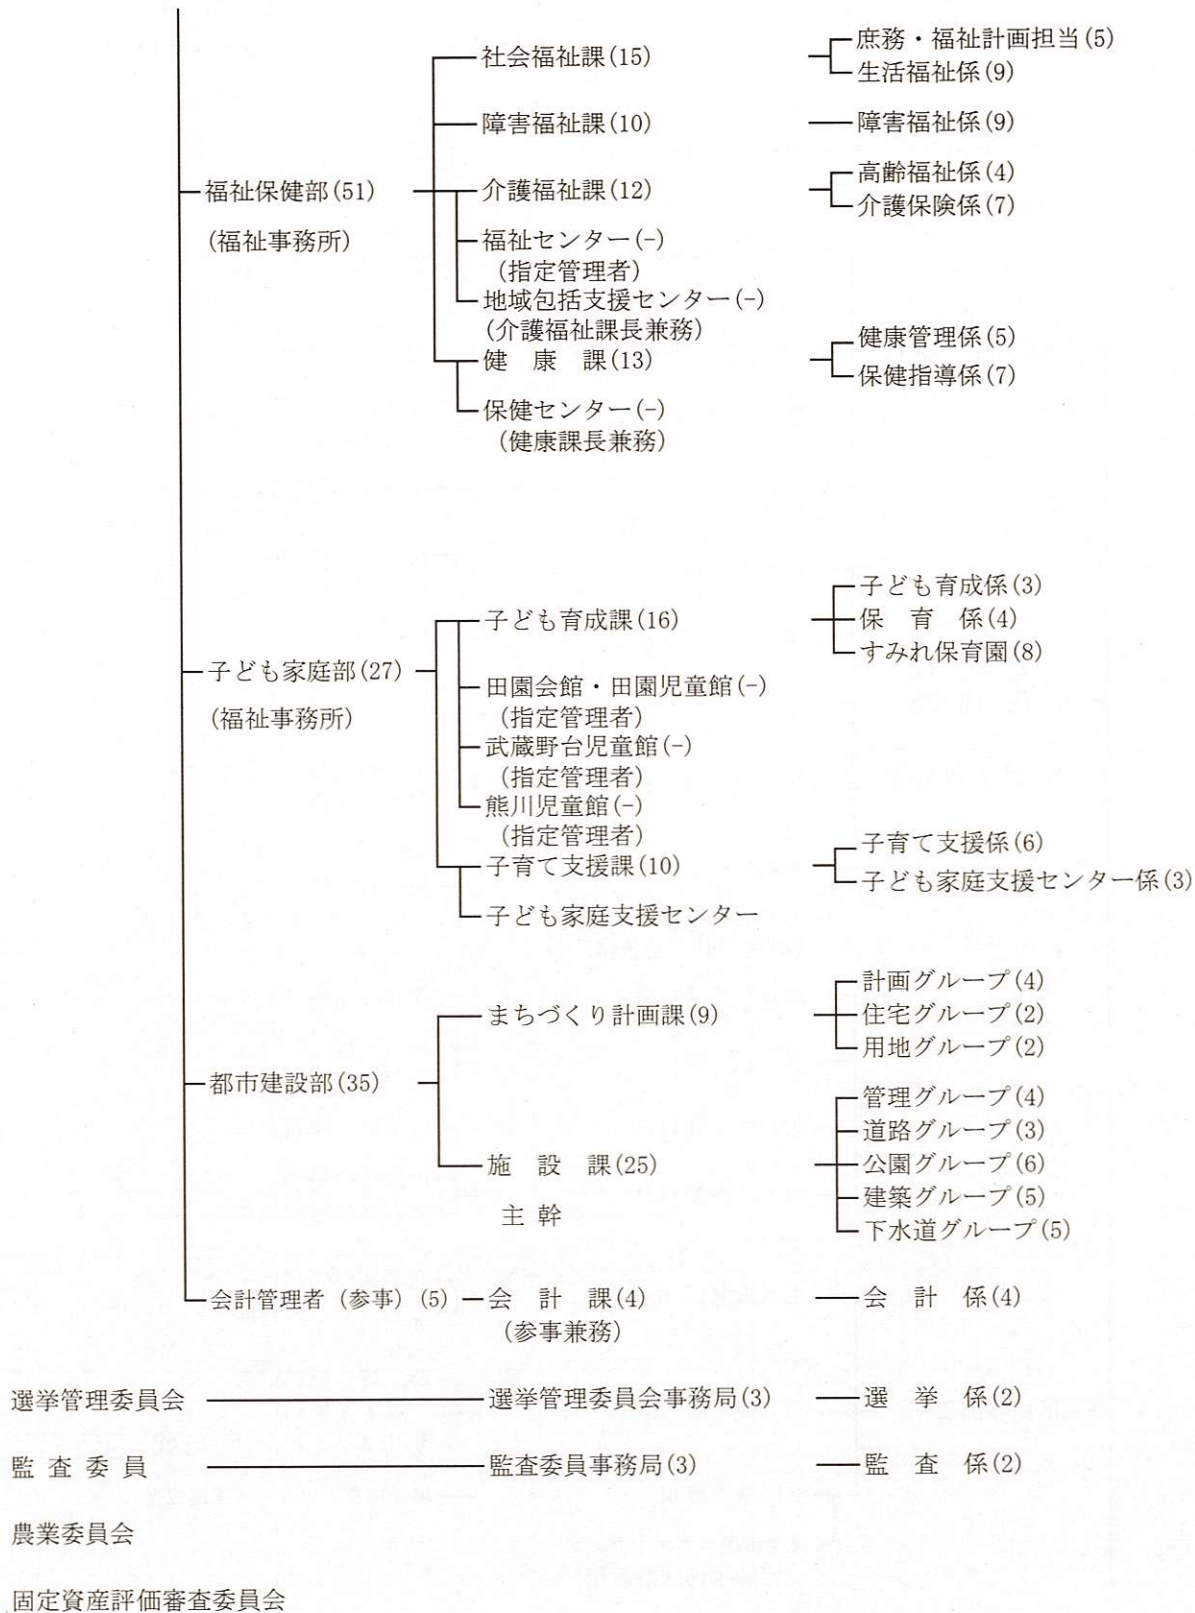 社会福祉課(15)
庶務・福祉計画担当(5)
生活福祉係(9)
障害福祉課(10)
障害福祉係(9)
福祉保健部(51)
(福祉事務所)
介護福祉課(12)
高齢福祉係(4)
介護保険係(7)
福祉センター(-)
(指定管理者)
地域包括支援センター(-)
(介護福祉課長兼務)
健 康 課(13)
健康管理係(5)
保健指導係(7)
保健センター(-)
(健康課長兼務)
子ども家庭部(27)
(福祉事務所)
子ども育成課(16)
子ども育成係(3)
保 育 係(4)
すみれ保育園(8)
田園会館・田園児童館(-)
(指定管理者)
武蔵野台児童館(-)
(指定管理者)
熊川児童館(-)
(指定管理者)
子育て支援課(10)
子育て支援係(6)
子ども家庭支援センター係(3)
子ども家庭支援センター
都市建設部(35)
まちづくり計画課(9)
計画グループ(4)
住宅グループ(2)
用地グループ(2)
施 設 課(25)
主 幹
管理グループ(4)
道路グループ(3)
公園グループ(6)
建築グループ(5)
下水道グループ(5)
会計管理者 (参事) (5)
会 計 課(4)
(参事兼務)
会 計 係(4)
選挙管理委員会
選挙管理委員会事務局(3)
選 挙 係(2)
監 査 委 員
監査委員事務局(3)
監 査 係(2)
農業委員会
固定資産評価審査委員会